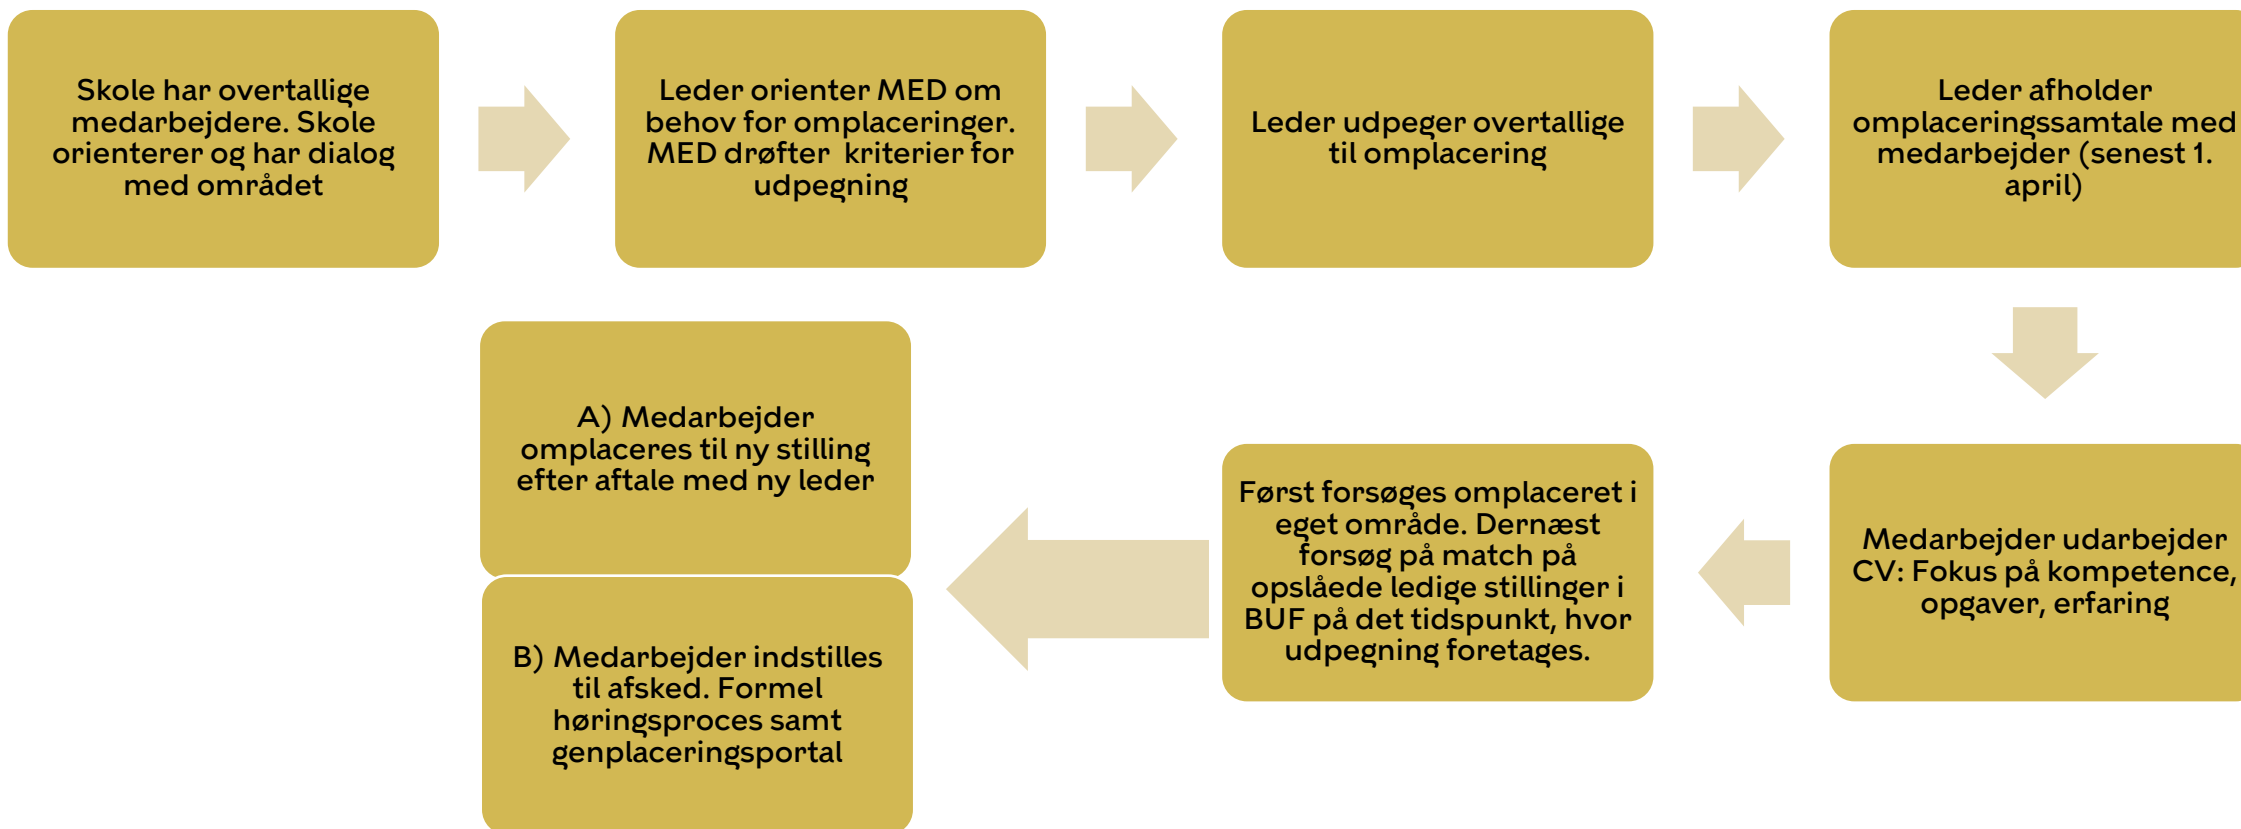 Skole har overtallige
medarbejdere. Skole
orienterer og har dialog
med området
Leder orienter MED om
behov for omplaceringer.
MED drøfter kriterier for
udpegning
Leder udpeger overtallige
til omplacering
Leder afholder
omplaceringssamtale med
medarbejder (senest 1.
april)
Medarbejder udarbejder
CV: Fokus på kompetence,
opgaver, erfaring
Først forsøges omplaceret i
eget område. Dernæst
forsøg på match på
opslåede ledige stillinger i
BUF på det tidspunkt, hvor
udpegning foretages.
A) Medarbejder
omplaceres til ny stilling
efter aftale med ny leder
B) Medarbejder indstilles
til afsked. Formel
høringsproces samt
genplaceringsportal